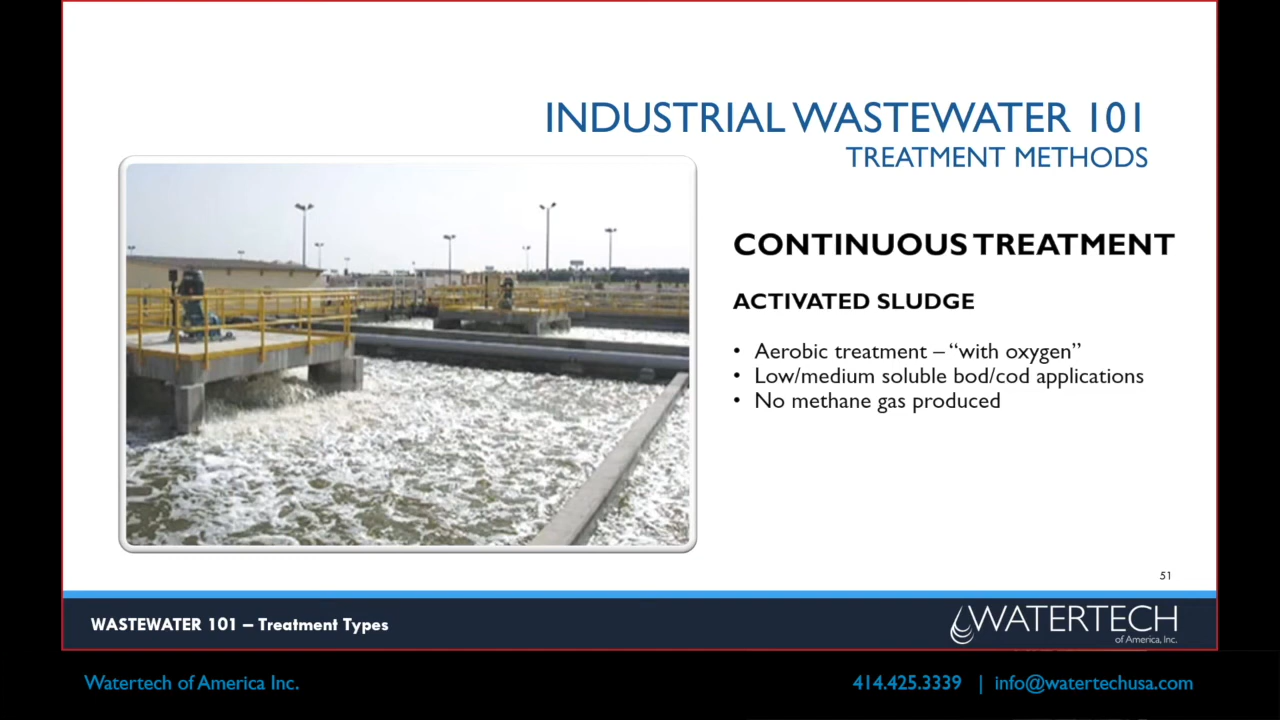 INDUSTRIAL WASTEWATER 101
TREATMENT METHODS
CONTINUOUS TREATMENT
ACTIVATED SLUDGE
• Aerobic treatment – “with oxygen”
• Low/medium soluble bod/cod applications
• No methane gas produced
51
WASTEWATER 101 – Treatment Types
WATERTECH
of America, Inc.
Watertech of America Inc.
414.425.3339 | info@watertechusa.com